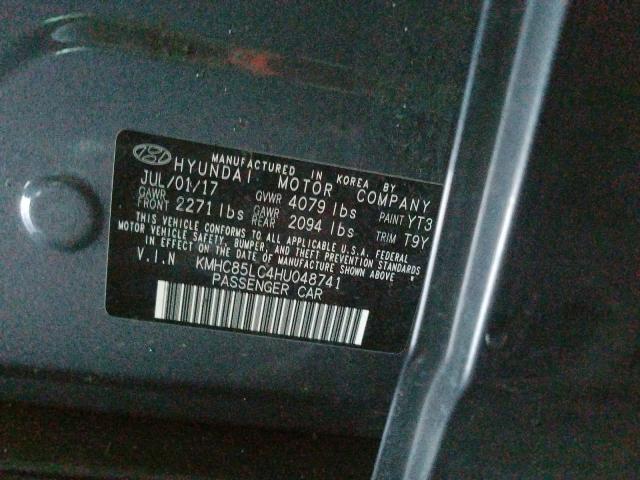 MANUFACTURED IN KOREA BY
HYUNDAI MOTOR COMPANY
JUL/01/17 GVWR 4079 lbs PAINT YT3
GAWR FRONT 2271 lbs GAWR REAR 2094 lbs TRIM T9Y
THIS VEHICLE CONFORMS TO ALL APPLICABLE U.S.A. FEDERAL
MOTOR VEHICLE SAFETY, BUMPER, AND THEFT PREVENTION STANDARDS
IN EFFECT ON THE DATE OF MANUFACTURE SHOWN ABOVE
V.I.N KMHC85LC4HU048741
PASSENGER CAR